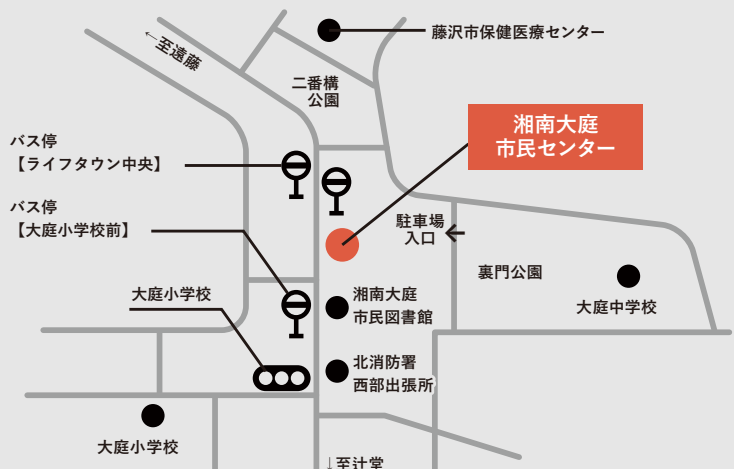 ←至遠藤
藤沢市保健医療センター
二番構
公園
湘南大庭
市民センター
バス停
【ライフタウン中央】
バス停
【大庭小学校前】
駐車場
入口
←
裏門公園
大庭中学校
大庭小学校
湘南大庭
市民図書館
北消防署
西部出張所
大庭小学校
↓至辻堂